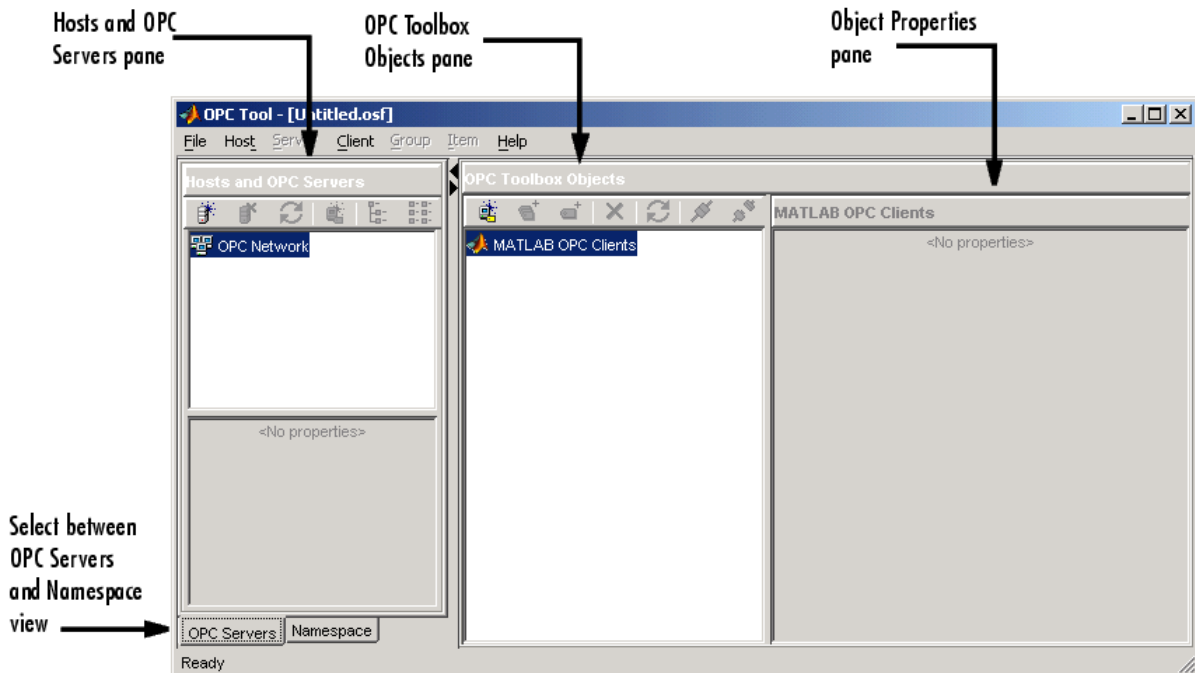 Hosts and OPC
Servers pane
OPC Toolbox
Objects pane
Object Properties
pane
OPC Tool - [Untitled.osf]
File Host Server Client Group Item Help
Hosts and OPC Servers
OPC Toolbox Objects
MATLAB OPC Clients
OPC Network
MATLAB OPC Clients
<No properties>
<No properties>
Select between
OPC Servers
and Namespace
view
OPC Servers Namespace
Ready